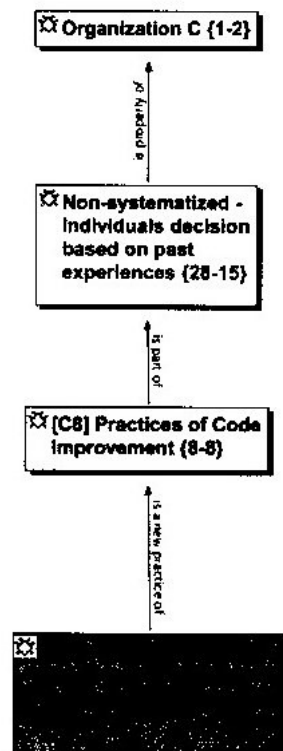 Organization C {1-2}
is property of
Non-systematized -
individuals decision
based on past
experiences {28-15}
is part of
[C8] Practices of Code
Improvement {8-8}
is a new practice of